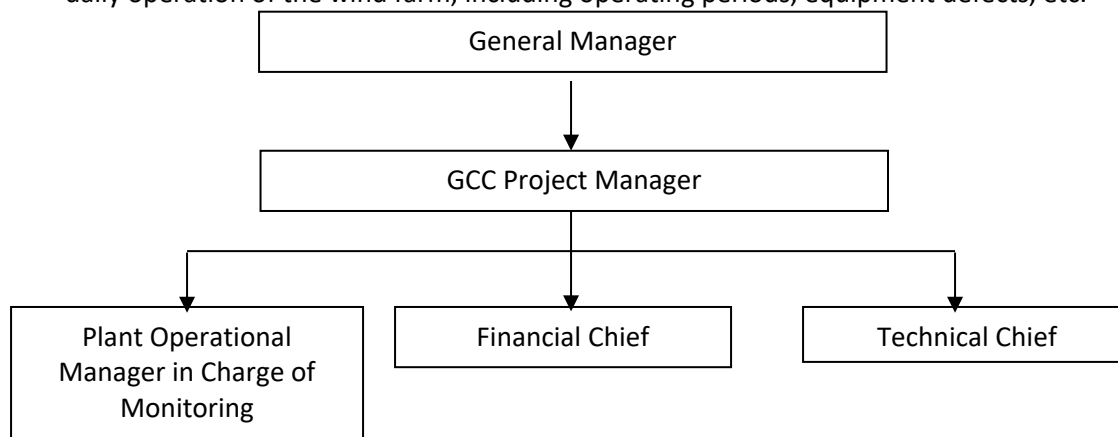 daily operation of the wind farm, including operating periods, equipment defects, etc.
General Manager
GCC Project Manager
Plant Operational
Manager in Charge of
Monitoring
Financial Chief
Technical Chief